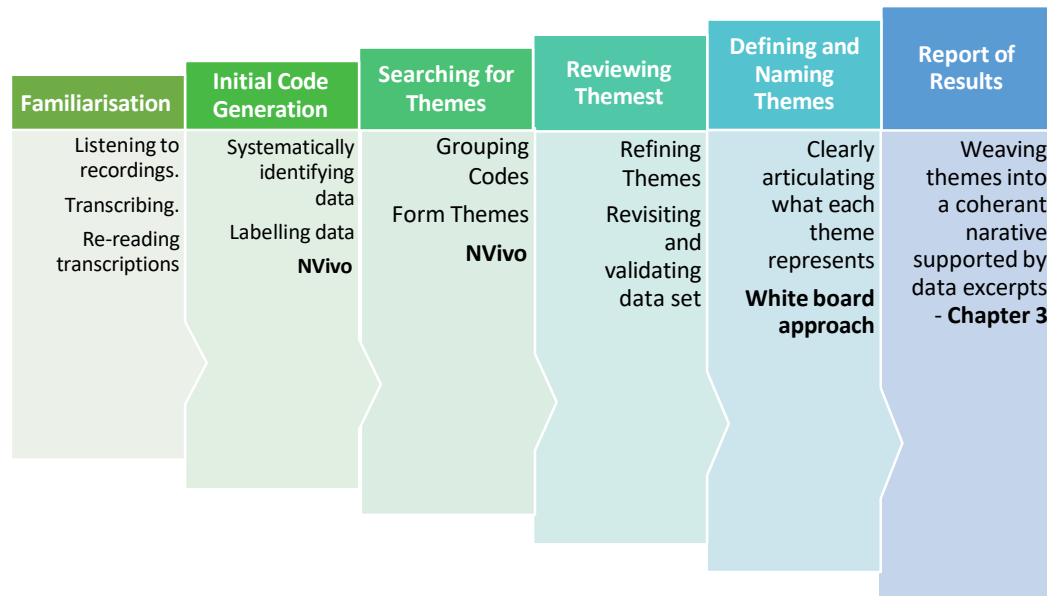 Familiarisation
Listening to
recordings.
Transcribing.
Re-reading
transcriptions
Initial Code
Generation
Systematically
identifying
data
Labelling data
NVivo
Searching for
Themes
Grouping
Codes
Form Themes
NVivo
Reviewing
Themest
Refining
Themes
Revisiting
and
validating
data set
Defining and
Naming
Themes
Clearly
articulating
what each
theme
represents
White board
approach
Report of
Results
Weaving
themes into
a coherant
narative
supported by
data excerpts
- Chapter 3